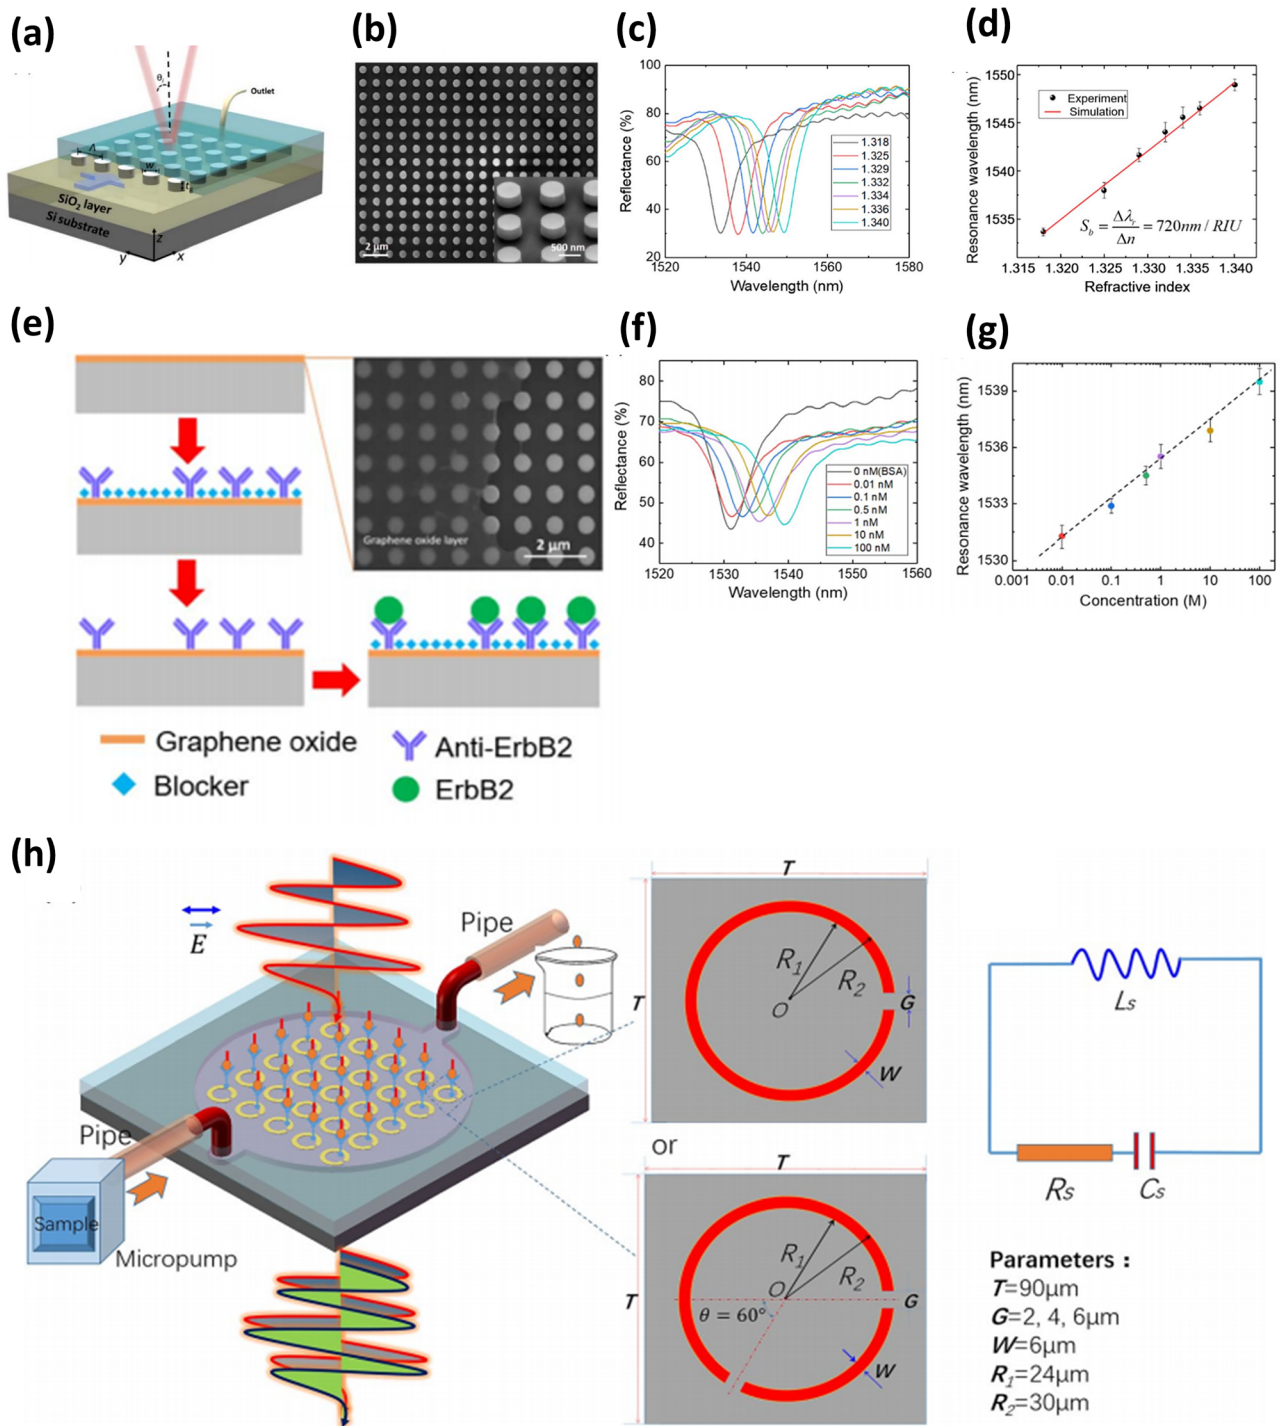 (a)
θi
Outlet
Λ
w
t
SiO₂ layer
Si substrate
z
y
x
(b)
2 μm
500 nm
(c)
Reflectance (%)
100
80
60
40
20
1.318
1.325
1.329
1.332
1.334
1.336
1.340
1520 1540 1560 1580
Wavelength (nm)
(d)
Resonance wavelength (nm)
1550
1545
1540
1535
Experiment
Simulation
S_b = Δλ_r / Δn = 720nm / RIU
1.315 1.320 1.325 1.330 1.335 1.340
Refractive index
(e)
Graphene oxide layer
2 μm
Graphene oxide
Anti-ErbB2
Blocker
ErbB2
(f)
Reflectance (%)
80
70
60
50
40
0 nM(BSA)
0.01 nM
0.1 nM
0.5 nM
1 nM
10 nM
100 nM
1520 1530 1540 1550 1560
Wavelength (nm)
(g)
Resonance wavelength (nm)
1539
1536
1533
1530
0.001 0.01 0.1 1 10 100
Concentration (M)
(h)
E
Pipe
Pipe
Sample
Micropump
T
T
R₁
R₂
O
G
W
or
T
T
R₁
R₂
O
G
θ = 60°
W
Ls
Rs
Cs
Parameters :
T=90μm
G=2, 4, 6μm
W=6μm
R₁=24μm
R₂=30μm